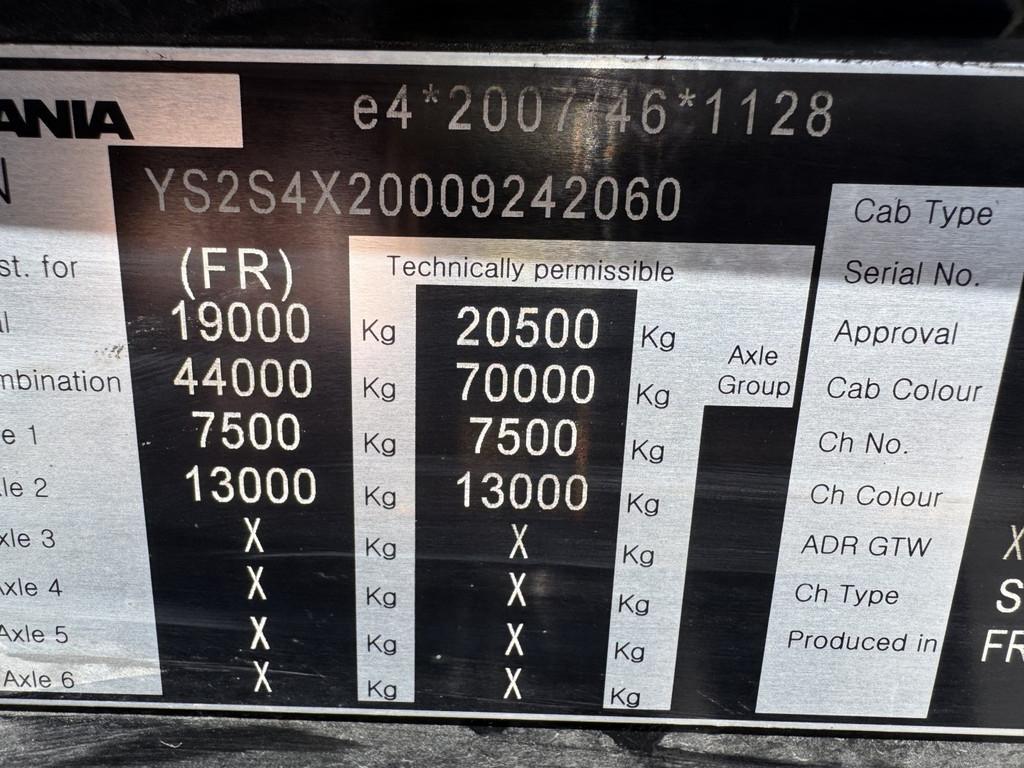 ANIA
e4*2007/46*1128
N
YS2S4X20009242060
Cab Type
st. for (FR) Technically permissible Serial No.
al 19000 Kg 20500 Kg Approval
Axle Group
mbination 44000 Kg 70000 Kg Cab Colour
e 1 7500 Kg 7500 Kg Ch No.
le 2 13000 Kg 13000 Kg Ch Colour
xle 3 X Kg X Kg ADR GTW X
Axle 4 X Kg X Kg Ch Type S
Axle 5 X Kg X Kg Produced in FR
Axle 6 X Kg X Kg